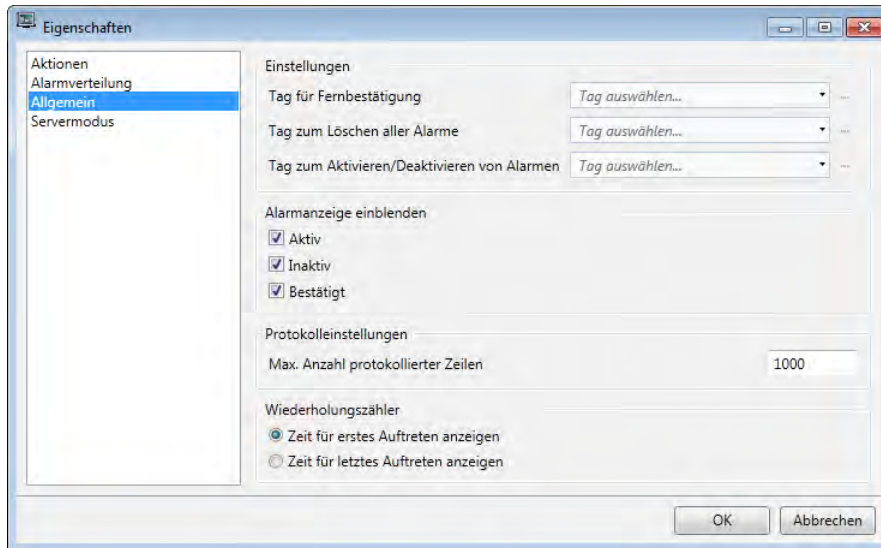 Eigenschaften
Aktionen
Alarmverteilung
Allgemein
Servermodus
Einstellungen
Tag für Fernbestätigung Tag auswählen... ...
Tag zum Löschen aller Alarme Tag auswählen... ...
Tag zum Aktivieren/Deaktivieren von Alarmen Tag auswählen... ...
Alarmanzeige einblenden
Aktiv
Inaktiv
Bestätigt
Protokolleinstellungen
Max. Anzahl protokollierter Zeilen 1000
Wiederholungszähler
Zeit für erstes Auftreten anzeigen
Zeit für letztes Auftreten anzeigen
OK Abbrechen